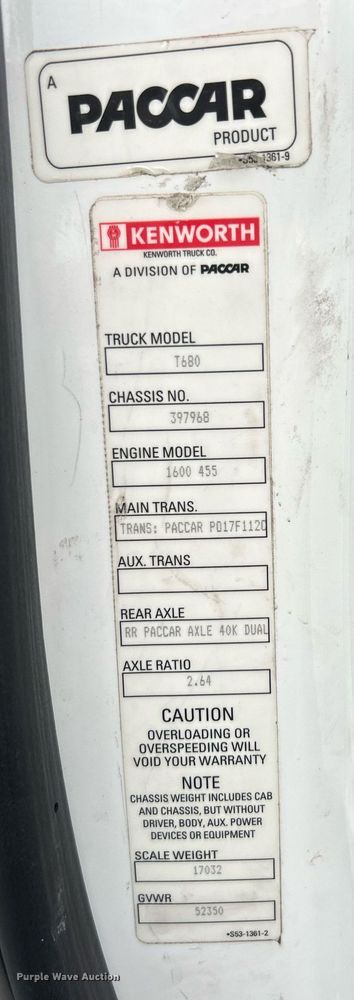 A
PACCAR
PRODUCT
1361-9
KENWORTH
KENWORTH TRUCK CO.
A DIVISION OF PACCAR
TRUCK MODEL
T680
CHASSIS NO.
397968
ENGINE MODEL
1600 455
MAIN TRANS.
TRANS: PACCAR PO17F112C
AUX. TRANS
REAR AXLE
RR PACCAR AXLE 40K DUAL
AXLE RATIO
2.64
CAUTION
OVERLOADING OR
OVERSPEEDING WILL
VOID YOUR WARRANTY
NOTE
CHASSIS WEIGHT INCLUDES CAB
AND CHASSIS, BUT WITHOUT
DRIVER, BODY, AUX. POWER
DEVICES OR EQUIPMENT
SCALE WEIGHT
17032
GVWR
52350
*S53-1361-2
Purple Wave Auction